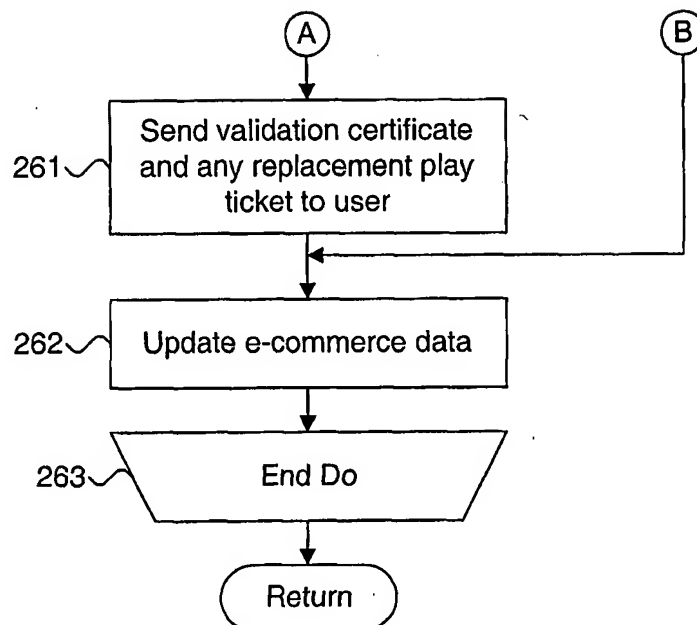 A
B
261
Send validation certificate
and any replacement play
ticket to user
262
Update e-commerce data
263
End Do
Return